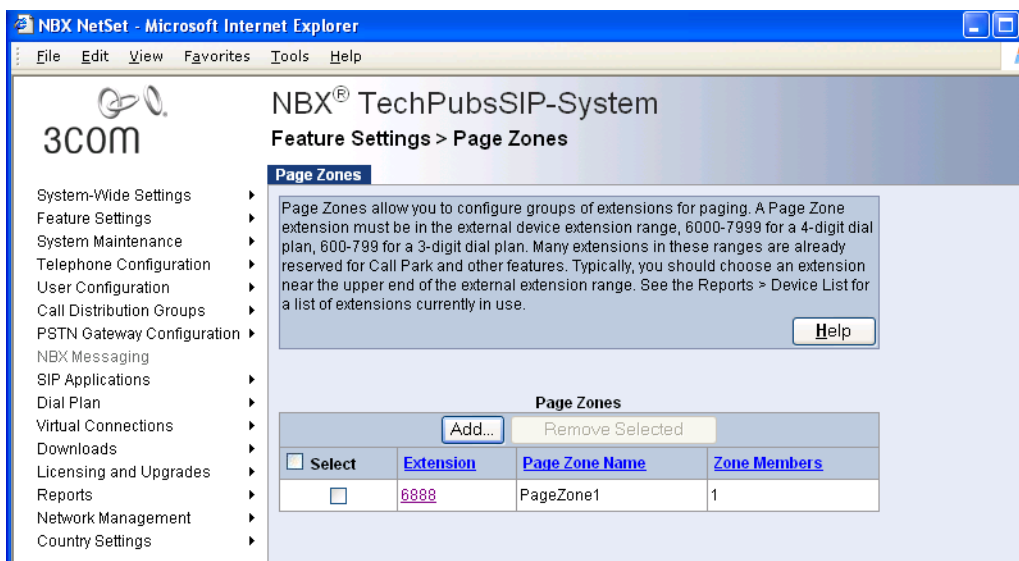 NBX NetSet - Microsoft Internet Explorer
File Edit View Favorites Tools Help
3COM
NBX® TechPubsSIP-System
Feature Settings > Page Zones
System-Wide Settings
Feature Settings
System Maintenance
Telephone Configuration
User Configuration
Call Distribution Groups
PSTN Gateway Configuration
NBX Messaging
SIP Applications
Dial Plan
Virtual Connections
Downloads
Licensing and Upgrades
Reports
Network Management
Country Settings
Page Zones
Page Zones allow you to configure groups of extensions for paging. A Page Zone
extension must be in the external device extension range, 6000-7999 for a 4-digit dial
plan, 600-799 for a 3-digit dial plan. Many extensions in these ranges are already
reserved for Call Park and other features. Typically, you should choose an extension
near the upper end of the external extension range. See the Reports > Device List for
a list of extensions currently in use.
Help
Page Zones
Add... Remove Selected
Select Extension Page Zone Name Zone Members
6888 PageZone1 1